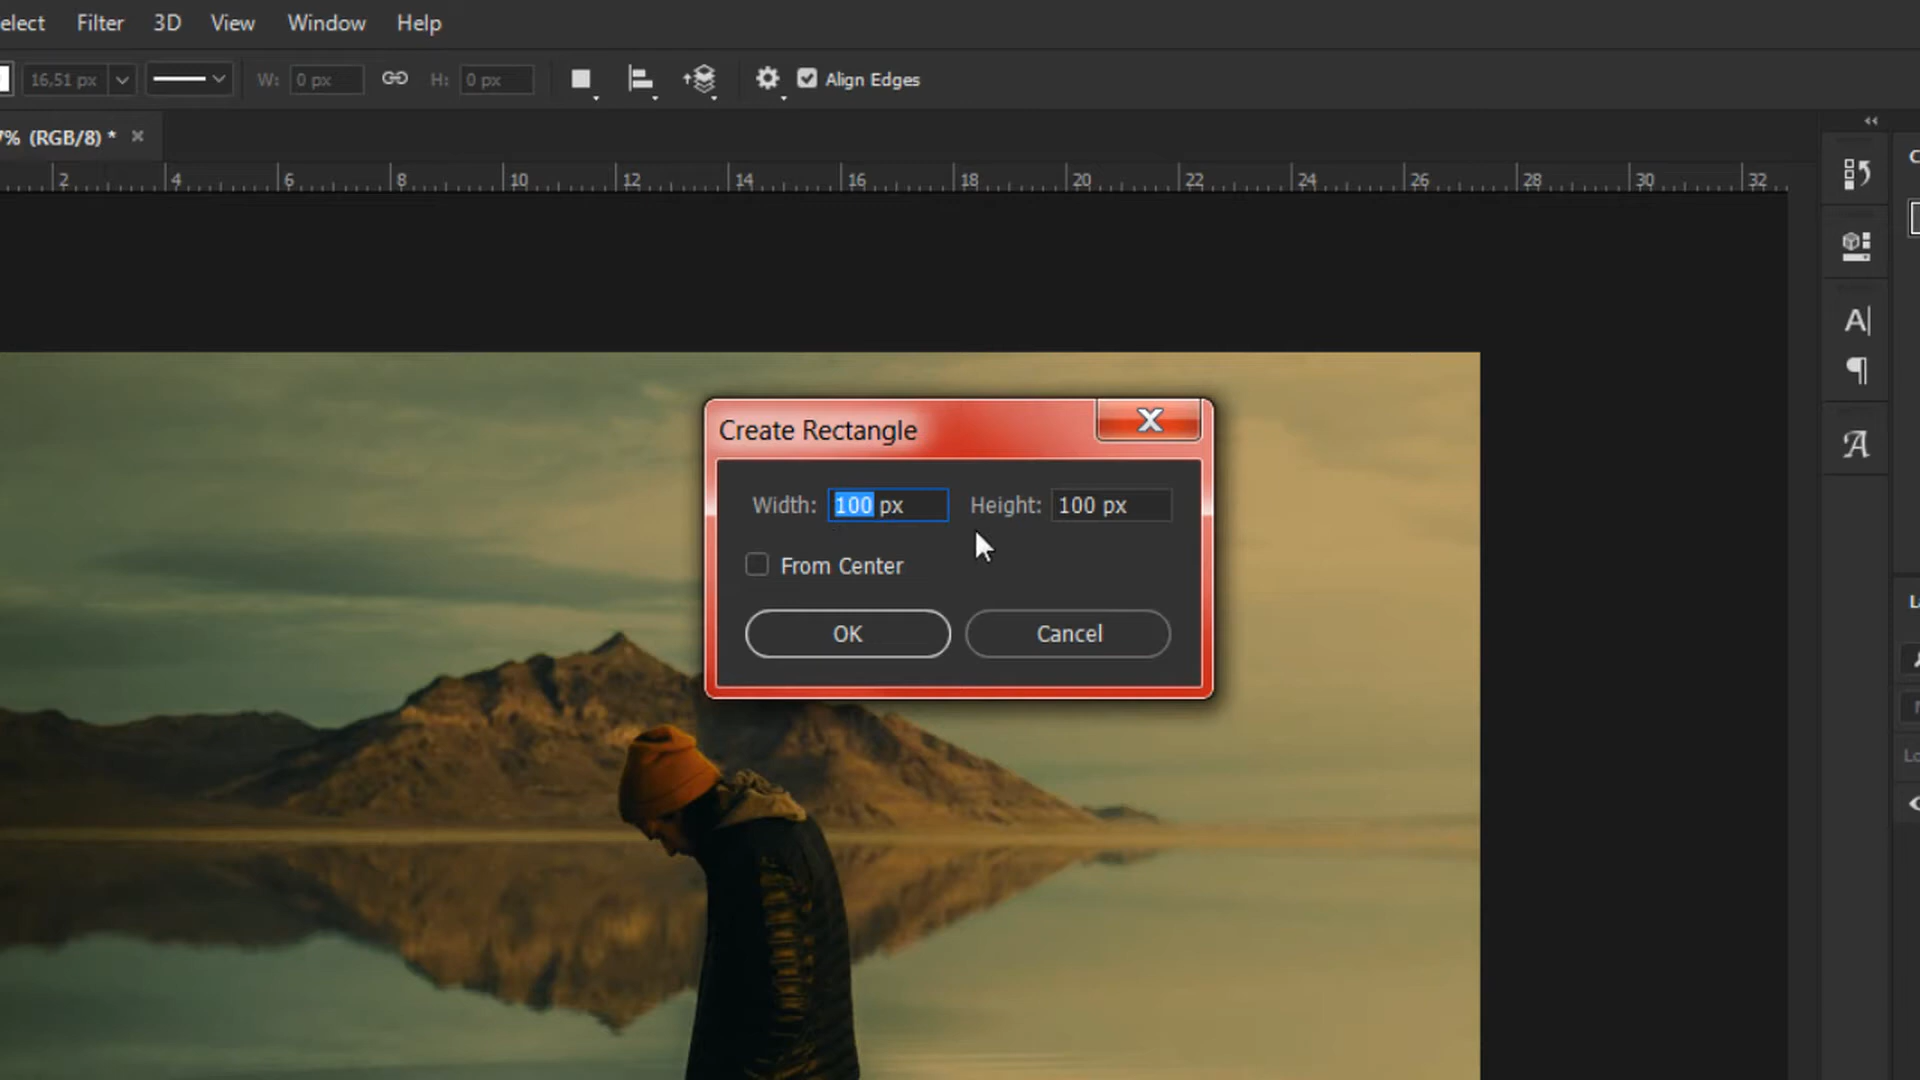 elect Filter 3D View Window Help
16,51 px W: 0 px H: 0 px Align Edges
7% (RGB/8) *
2 4 6 8 10 12 14 16 18 20 22 24 26 28 30 32
Create Rectangle
Width: 100 px Height: 100 px
From Center
OK Cancel